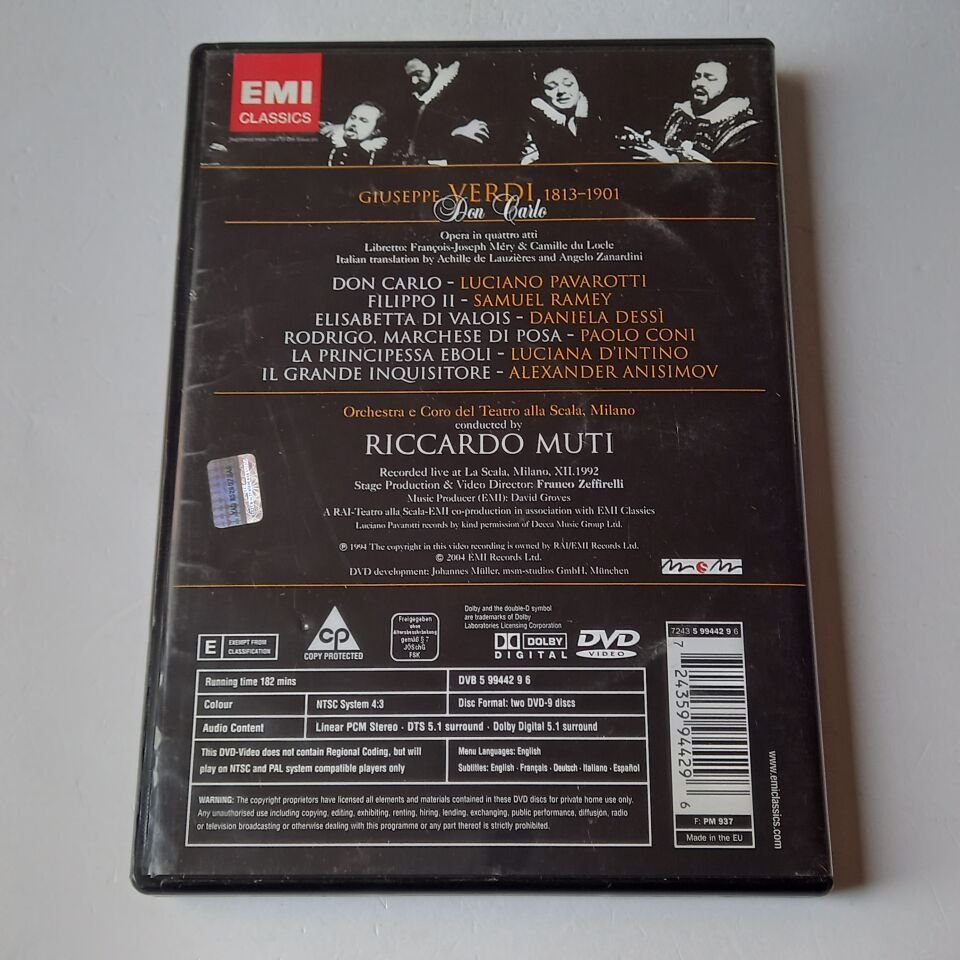 EMI
CLASSICS
GIUSEPPE VERDI 1813–1901
Don Carlo
Opera in quattro atti
Libretto: François-Joseph Méry & Camille du Locle
Italian translation by Achille de Lauzières and Angelo Zanardini
DON CARLO – LUCIANO PAVAROTTI
FILIPPO II – SAMUEL RAMEY
ELISABETTA DI VALOIS – DANIELA DESSÌ
RODRIGO, MARCHESE DI POSA – PAOLO CONI
LA PRINCIPESSA EBOLI – LUCIANA D'INTINO
IL GRANDE INQUISITORE – ALEXANDER ANISIMOV
Orchestra e Coro del Teatro alla Scala, Milano
conducted by
RICCARDO MUTI
Recorded live at La Scala, Milano, XII.1992
Stage Production & Video Director: Franco Zeffirelli
Music Producer (EMI): David Groves
A RAI-Teatro alla Scala-EMI co-production in association with EMI Classics
Luciano Pavarotti records by kind permission of Decca Music Group Ltd.
℗ 1994 The copyright in this video recording is owned by RAI/EMI Records Ltd.
© 2004 EMI Records Ltd.
DVD development: Johannes Müller, msm-studios GmbH, München
msm
E EXEMPT FROM CLASSIFICATION
CP
COPY PROTECTED
Freigegeben
ohne
Altersbeschränkung
gemäß § 7
JÖSchG
FSK
Dolby and the double-D symbol
are trademarks of Dolby
Laboratories Licensing Corporation
DOLBY
DIGITAL
DVD
VIDEO
7243 5 99442 9 6
7 24359 94429 6
F: PM 937
Made in the EU
www.emiclassics.com
Running time 182 mins
DVB 5 99442 9 6
Colour
NTSC System 4:3
Disc Format: two DVD-9 discs
Audio Content
Linear PCM Stereo · DTS 5.1 surround · Dolby Digital 5.1 surround
This DVD-Video does not contain Regional Coding, but will
play on NTSC and PAL system compatible players only
Menu Languages: English
Subtitles: English · Français · Deutsch · Italiano · Español
WARNING: The copyright proprietors have licensed all elements and materials contained in these DVD discs for private home use only.
Any unauthorised use including copying, editing, exhibiting, renting, hiring, lending, exchanging, public performance, diffusion, radio
or television broadcasting or otherwise dealing with this programme or any part thereof is strictly prohibited.